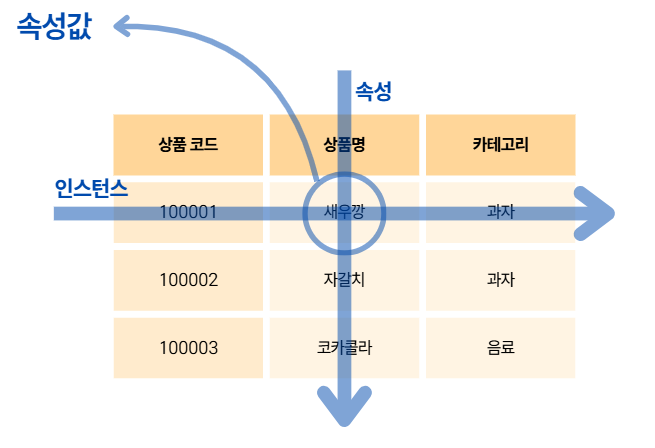 속성값
속성
상품 코드 상품명 카테고리
인스턴스
100001 새우깡 과자
100002 자갈치 과자
100003 코카콜라 음료